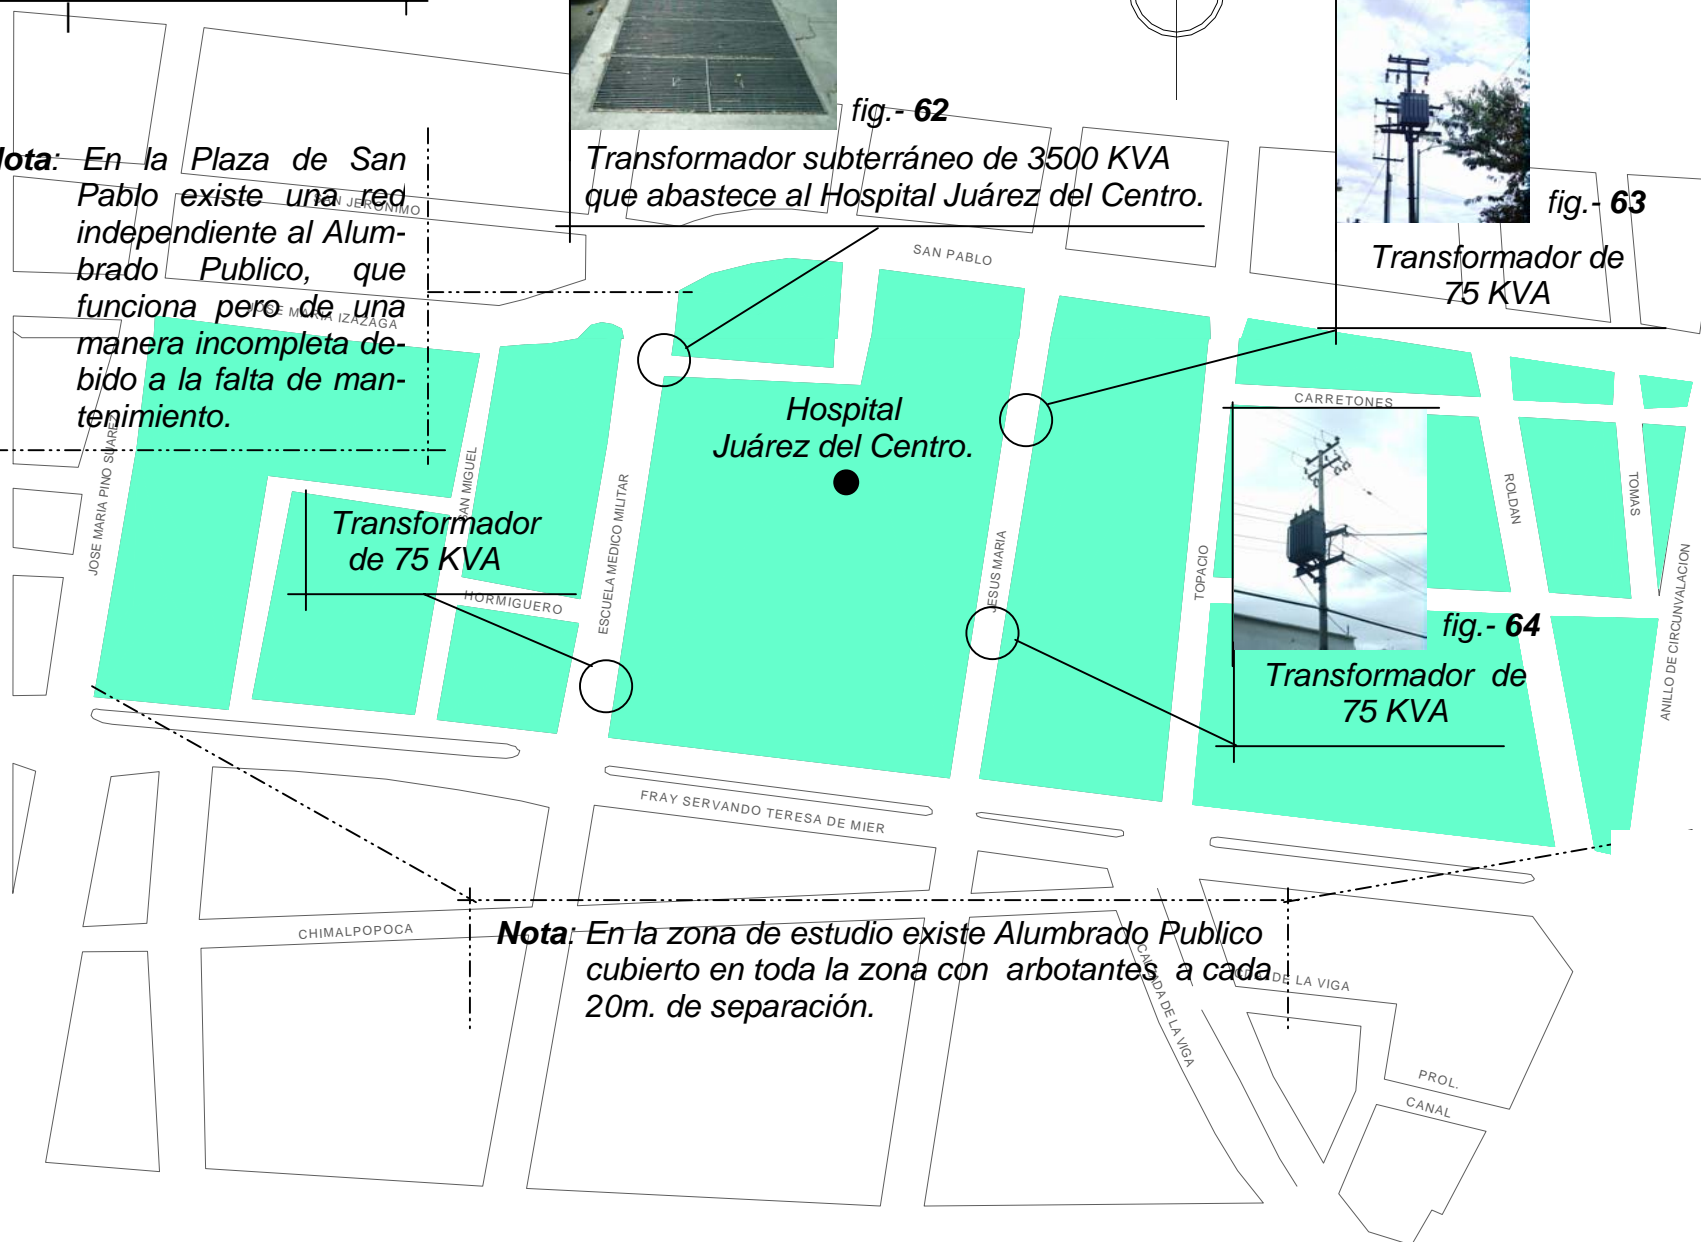 fig.- 62
Transformador subterráneo de 3500 KVA
que abastece al Hospital Juárez del Centro.
fig.- 63
Transformador de
75 KVA
Nota: En la Plaza de San
Pablo existe una red
independiente al Alum-
brado Publico, que
funciona pero de una
manera incompleta de-
bido a la falta de man-
tenimiento.
SAN JERONIMO
JOSE MARIA IZAZAGA
SAN PABLO
CARRETONES
Hospital
Juárez del Centro.
JOSE MARIA PINO SUAREZ
SAN MIGUEL
ESCUELA MEDICO MILITAR
JESUS MARIA
TOPACIO
ROLDAN
TOMAS
ANILLO DE CIRCUNVALACION
Transformador
de 75 KVA
HORMIGUERO
fig.- 64
Transformador de
75 KVA
FRAY SERVANDO TERESA DE MIER
CHIMALPOPOCA
Nota: En la zona de estudio existe Alumbrado Publico
cubierto en toda la zona con arbotantes a cada
20m. de separación.
CALZADA DE LA VIGA
DE LA VIGA
PROL.
CANAL